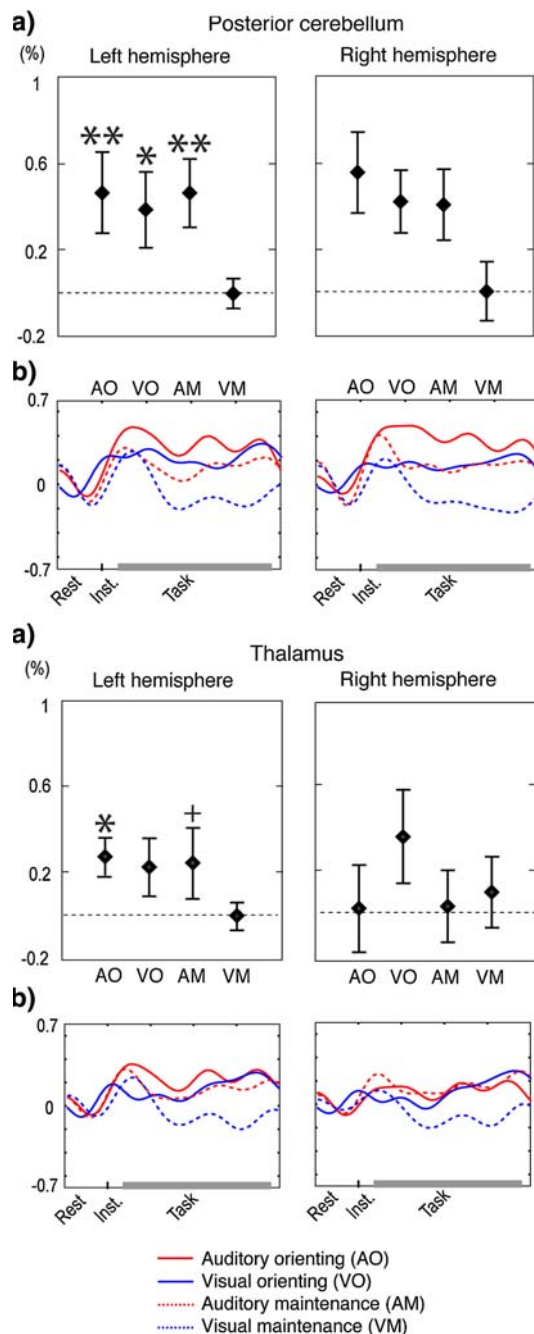 a)
Posterior cerebellum
(%)
Left hemisphere
Right hemisphere
1
** * **
0.6
0.2
-0.2
b)
AO VO AM VM
AO VO AM VM
0.7
0
-0.7
Rest Inst. Task
Rest Inst. Task
a)
Thalamus
(%)
Left hemisphere
Right hemisphere
1
0.6
* +
0.2
-0.2
AO VO AM VM
AO VO AM VM
b)
0.7
0
-0.7
Rest Inst. Task
Rest Inst. Task
Auditory orienting (AO)
Visual orienting (VO)
Auditory maintenance (AM)
Visual maintenance (VM)